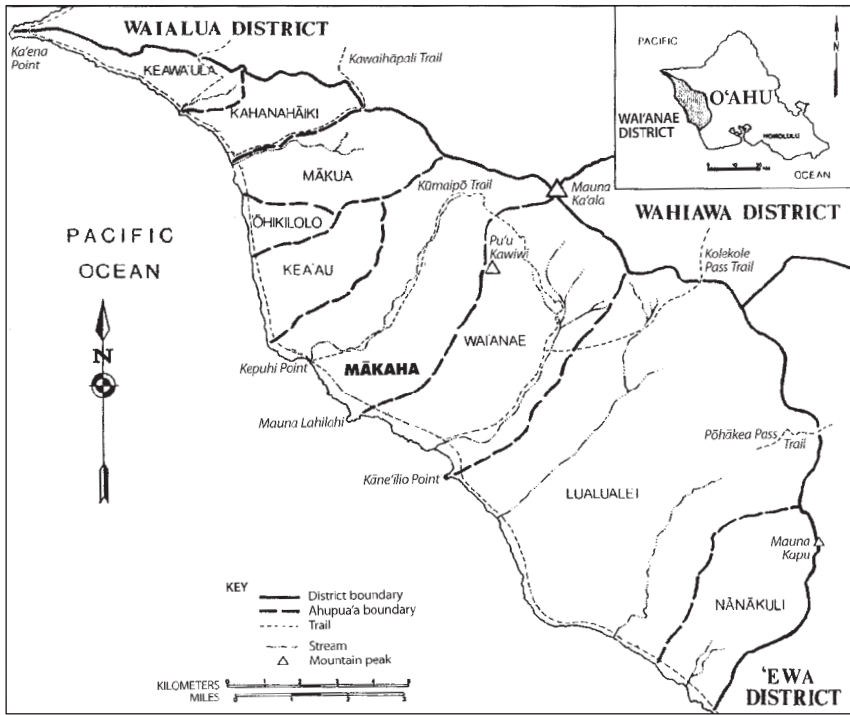 WAIALUA DISTRICT
Ka'ena
Point
KEAWA'ULA
Kawaihāpali Trail
KAHANAHĀIKI
MĀKUA
PACIFIC
N
O'AHU
WAI'ANAE
DISTRICT
HONOLULU
OCEAN
Kūmaipō Trail
Mauna
Ka'ala
ŌHIKILOLO
WAHIAWA DISTRICT
PACIFIC
OCEAN
KEA'AU
Pu'u
Kawiwi
Kolekole
Pass Trail
N
WAI'ANAE
Kepuhi Point
MĀKAHA
Mauna Lahilahi
Pōhākea Pass
Trail
Kāne'ilio Point
LUALUALEI
Mauna
Kapu
NĀNĀKULI
KEY
District boundary
Ahupua'a boundary
Trail
Stream
Mountain peak
'EWA
DISTRICT
KILOMETERS
MILES